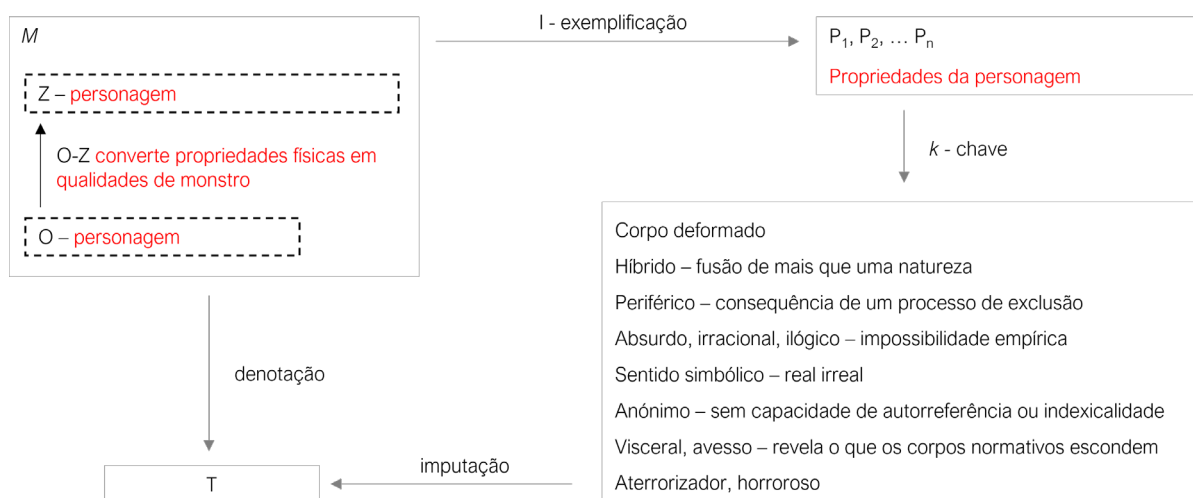 I - exemplificação
M
P₁, P₂, … Pₙ
Propriedades da personagem
Z – personagem
O-Z converte propriedades físicas em
qualidades de monstro
k - chave
O – personagem
Corpo deformado
Híbrido – fusão de mais que uma natureza
Periférico – consequência de um processo de exclusão
Absurdo, irracional, ilógico – impossibilidade empírica
Sentido simbólico – real irreal
Anónimo – sem capacidade de autorreferência ou indexicalidade
Visceral, avesso – revela o que os corpos normativos escondem
Aterrorizador, horroroso
denotação
imputação
T